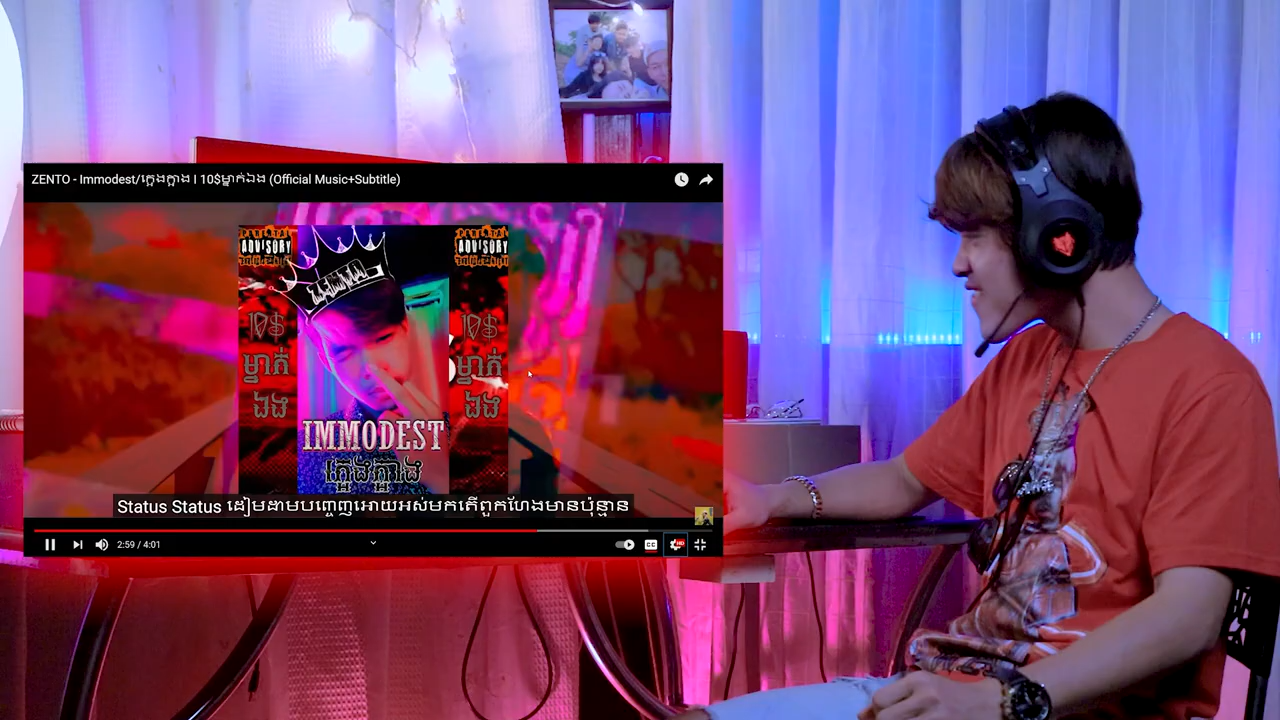 ZENTO - Immodest/ក្អេងក្អាង | 10$ម្នាក់ឯង (Official Music+Subtitle)
ADVISORY
ADVISORY
10$
ម្នាក់
ឯង
10$
ម្នាក់
ឯង
IMMODEST
ក្អេងក្អាង
Status Status ដៀមដាមបញ្ចេញអោយអស់មកតើពួកហែងមានប៉ុន្មាន
2:59 / 4:01
CC
HD